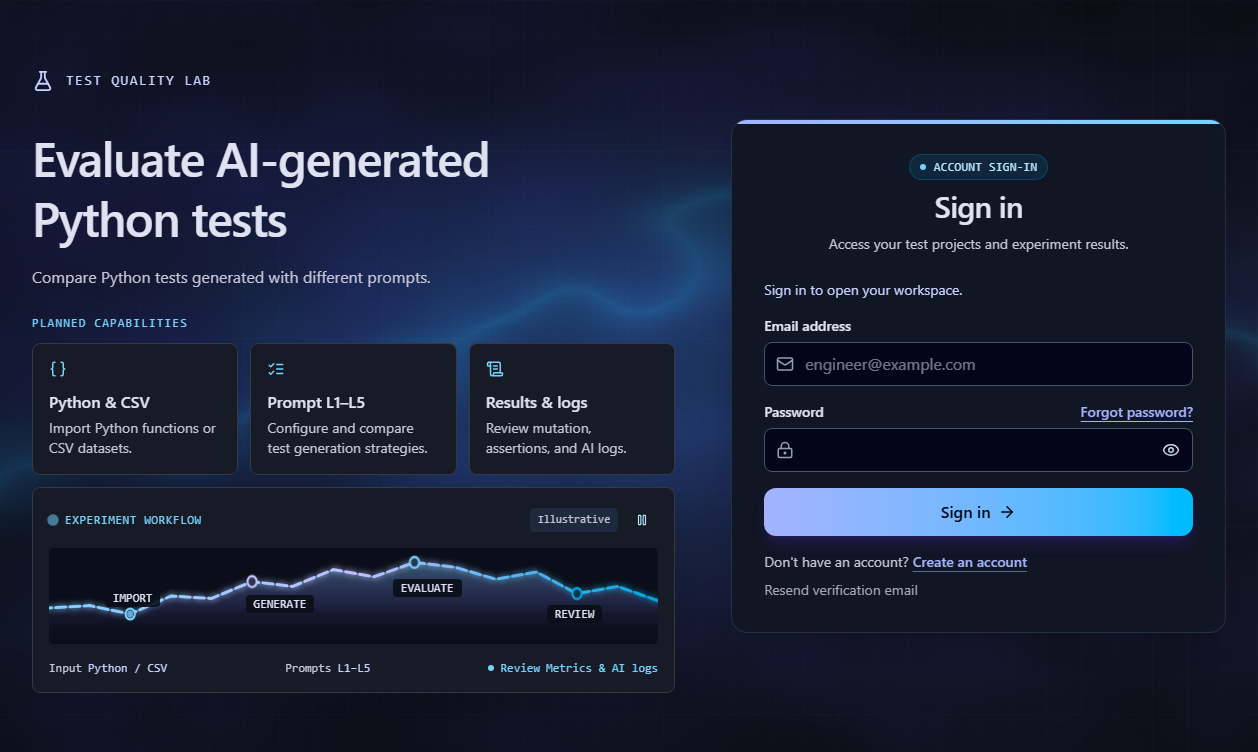 TEST QUALITY LAB
Evaluate AI-generated
Python tests
Compare Python tests generated with different prompts.
PLANNED CAPABILITIES
Python & CSV
Import Python functions or
CSV datasets.
Prompt L1–L5
Configure and compare
test generation strategies.
Results & logs
Review mutation,
assertions, and AI logs.
EXPERIMENT WORKFLOW
Illustrative
IMPORT
GENERATE
EVALUATE
REVIEW
Input Python / CSV
Prompts L1–L5
Review Metrics & AI logs
ACCOUNT SIGN-IN
Sign in
Access your test projects and experiment results.
Sign in to open your workspace.
Email address
engineer@example.com
Password
Forgot password?
Sign in
Don't have an account? Create an account
Resend verification email